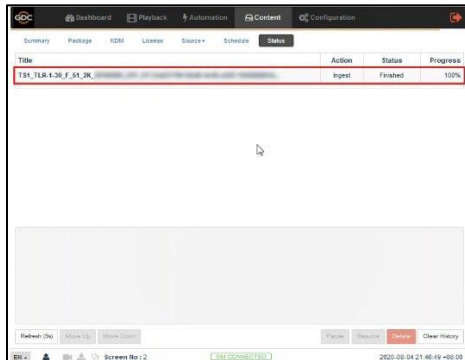 GDC Dashboard Playback Automation Content Configuration
Summary Package KDM License Source Schedule Status
Title Action Status Progress
TS1_TLR-1-30_F_51_2K_ Ingest Finished 100%
Refresh (5s) Move Up Move Down Pause Resume Delete Clear History
EN Screen No : 2 SM CONNECTED 2020-08-04 21:46:49 +08:00